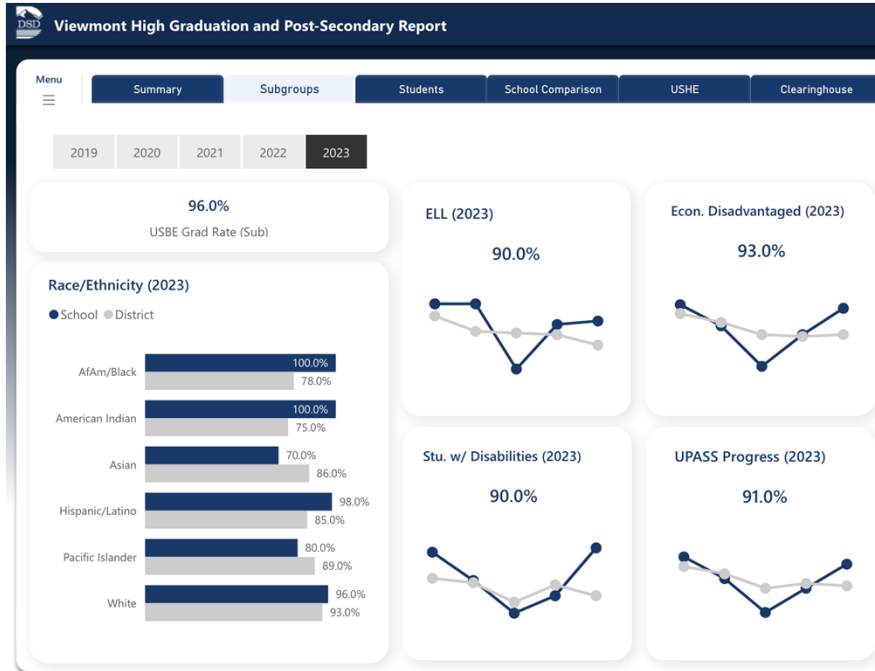 DSD
Viewmont High Graduation and Post-Secondary Report
Menu
Summary
Subgroups
Students
School Comparison
USHE
Clearinghouse
2019
2020
2021
2022
2023
96.0%
USBE Grad Rate (Sub)
Race/Ethnicity (2023)
School District
AfAm/Black
100.0%
78.0%
American Indian
100.0%
75.0%
Asian
70.0%
86.0%
Hispanic/Latino
98.0%
85.0%
Pacific Islander
80.0%
89.0%
White
96.0%
93.0%
ELL (2023)
90.0%
Econ. Disadvantaged (2023)
93.0%
Stu. w/ Disabilities (2023)
90.0%
UPASS Progress (2023)
91.0%